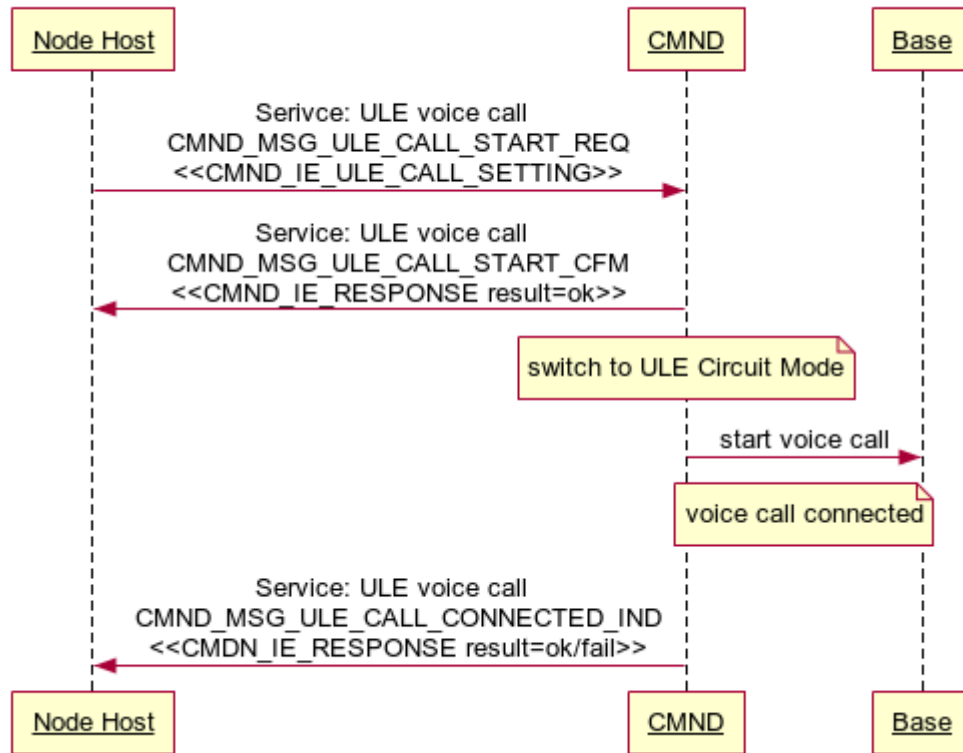 Node Host
CMND
Base
Serivce: ULE voice call
CMND_MSG_ULE_CALL_START_REQ
<<CMND_IE_ULE_CALL_SETTING>>
Service: ULE voice call
CMND_MSG_ULE_CALL_START_CFM
<<CMND_IE_RESPONSE result=ok>>
switch to ULE Circuit Mode
start voice call
voice call connected
Service: ULE voice call
CMND_MSG_ULE_CALL_CONNECTED_IND
<<CMDN_IE_RESPONSE result=ok/fail>>
Node Host
CMND
Base